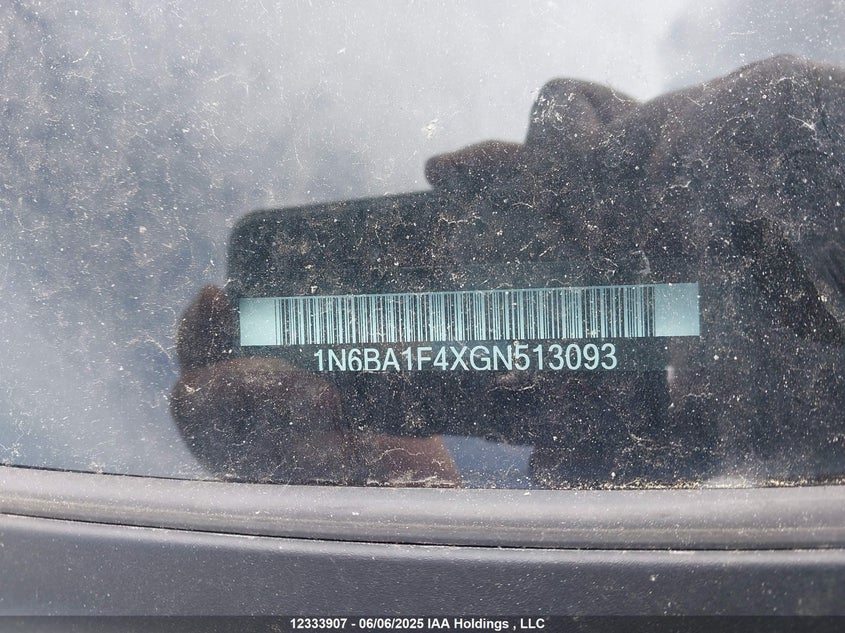 1N6BA1F4XGN513093
12333907 - 06/06/2025 IAA Holdings , LLC